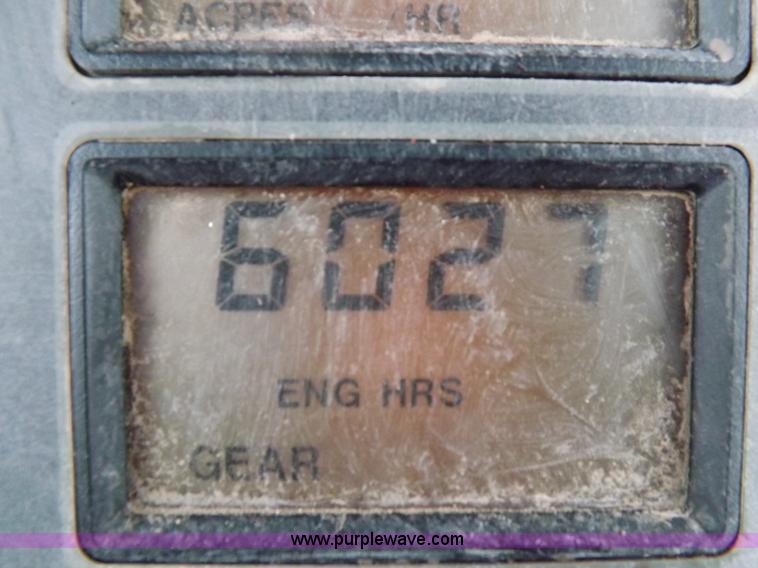 ACRES /HR
6027
ENG HRS
GEAR
www.purplewave.com